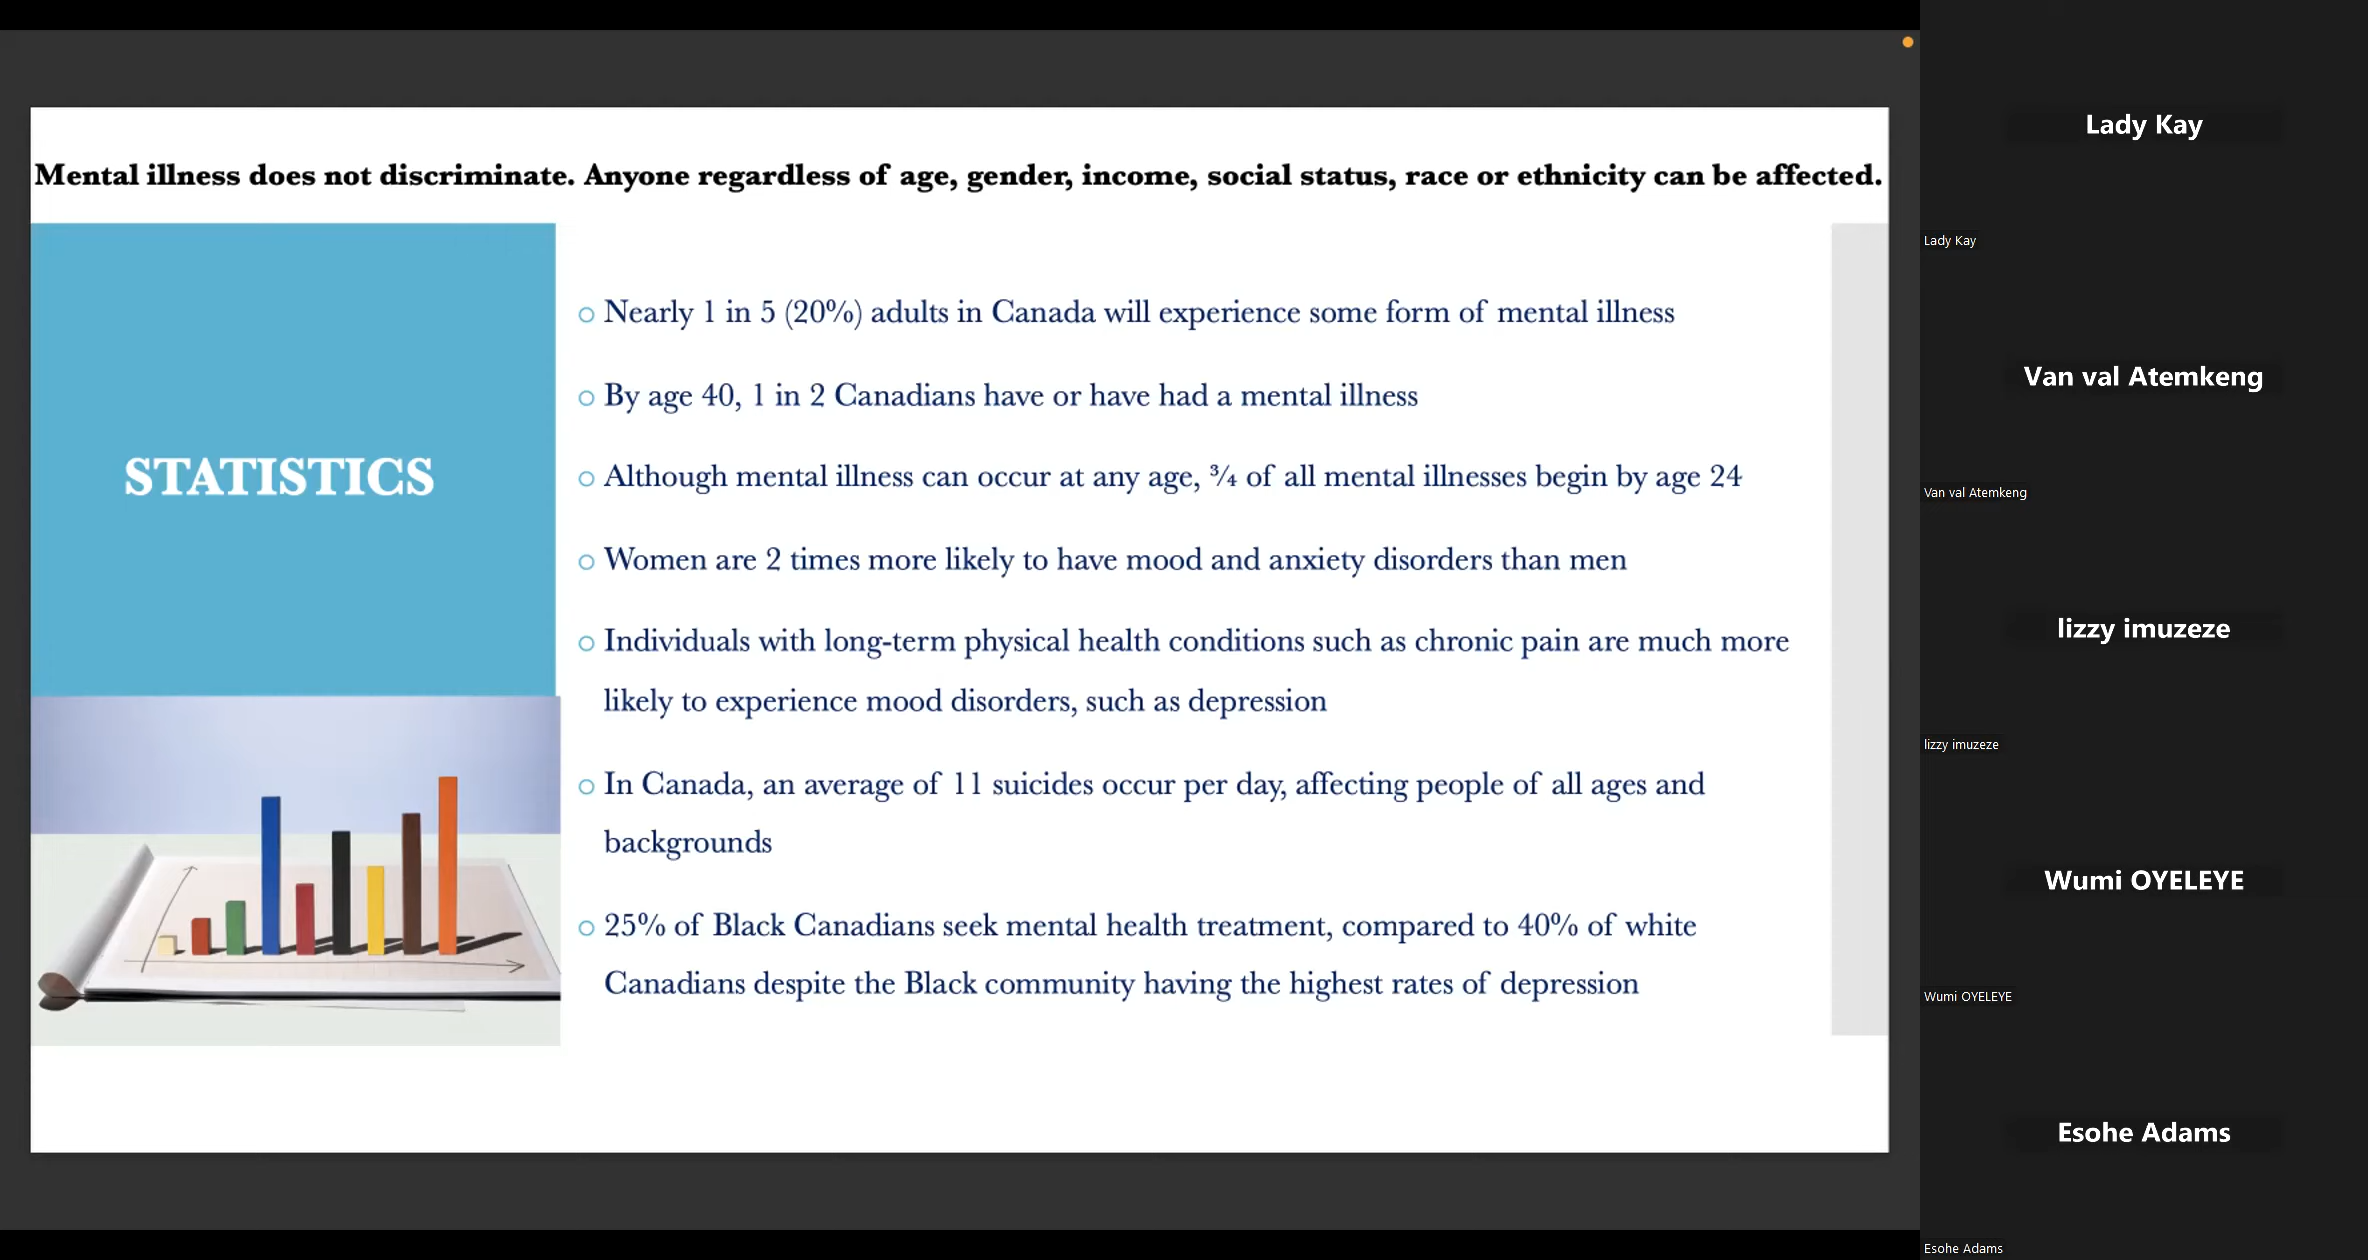 Mental illness does not discriminate. Anyone regardless of age, gender, income, social status, race or ethnicity can be affected.
STATISTICS
○ Nearly 1 in 5 (20%) adults in Canada will experience some form of mental illness
○ By age 40, 1 in 2 Canadians have or have had a mental illness
○ Although mental illness can occur at any age, ¾ of all mental illnesses begin by age 24
○ Women are 2 times more likely to have mood and anxiety disorders than men
○ Individuals with long-term physical health conditions such as chronic pain are much more
likely to experience mood disorders, such as depression
○ In Canada, an average of 11 suicides occur per day, affecting people of all ages and
backgrounds
○ 25% of Black Canadians seek mental health treatment, compared to 40% of white
Canadians despite the Black community having the highest rates of depression
Lady Kay
Lady Kay
Van val Atemkeng
Van val Atemkeng
lizzy imuzeze
lizzy imuzeze
Wumi OYELEYE
Wumi OYELEYE
Esohe Adams
Esohe Adams